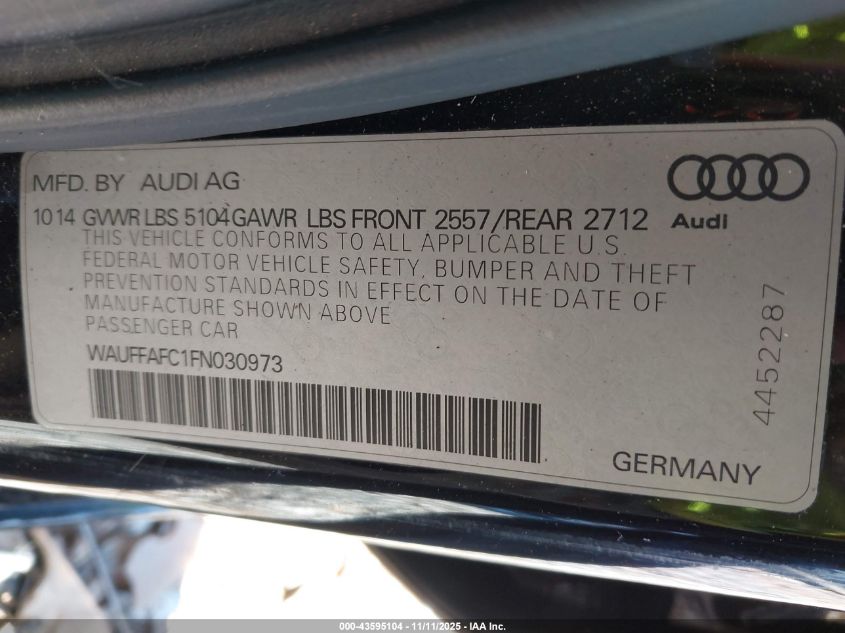 MFD. BY AUDI AG
10 14 GVWR LBS 5104 GAWR LBS FRONT 2557/REAR 2712
Audi
THIS VEHICLE CONFORMS TO ALL APPLICABLE U.S.
FEDERAL MOTOR VEHICLE SAFETY, BUMPER AND THEFT
PREVENTION STANDARDS IN EFFECT ON THE DATE OF
MANUFACTURE SHOWN ABOVE
PASSENGER CAR
WAUFFAFC1FN030973
4452287
GERMANY
000-43595104 - 11/11/2025 - IAA Inc.